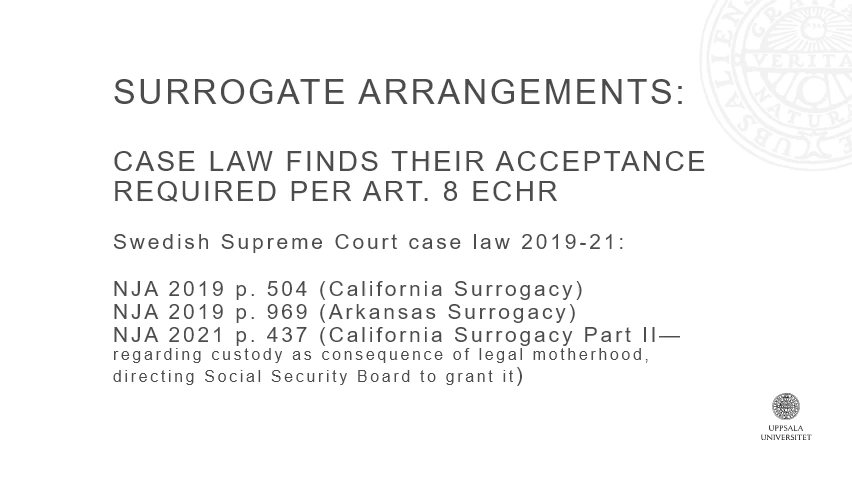 SURROGATE ARRANGEMENTS:
CASE LAW FINDS THEIR ACCEPTANCE
REQUIRED PER ART. 8 ECHR
Swedish Supreme Court case law 2019-21:
NJA 2019 p. 504 (California Surrogacy)
NJA 2019 p. 969 (Arkansas Surrogacy)
NJA 2021 p. 437 (California Surrogacy Part II—
regarding custody as consequence of legal motherhood,
directing Social Security Board to grant it)
UPPSALA
UNIVERSITET